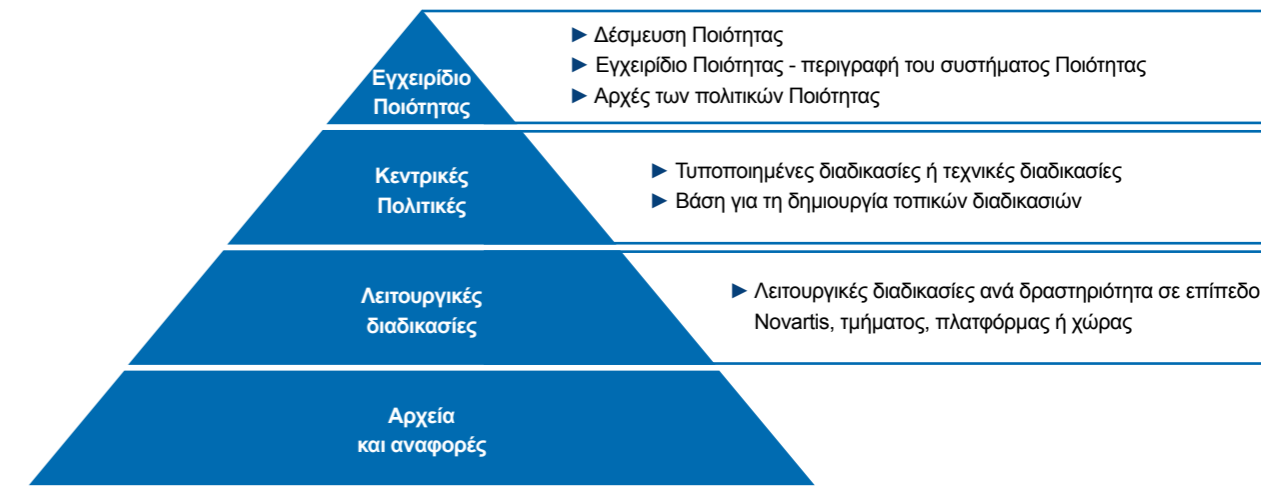 Εγχειρίδιο
Ποιότητας
► Δέσμευση Ποιότητας
► Εγχειρίδιο Ποιότητας - περιγραφή του συστήματος Ποιότητας
► Αρχές των πολιτικών Ποιότητας
Κεντρικές
Πολιτικές
► Τυποποιημένες διαδικασίες ή τεχνικές διαδικασίες
► Βάση για τη δημιουργία τοπικών διαδικασιών
Λειτουργικές
διαδικασίες
► Λειτουργικές διαδικασίες ανά δραστηριότητα σε επίπεδο
Novartis, τμήματος, πλατφόρμας ή χώρας
Αρχεία
και αναφορές